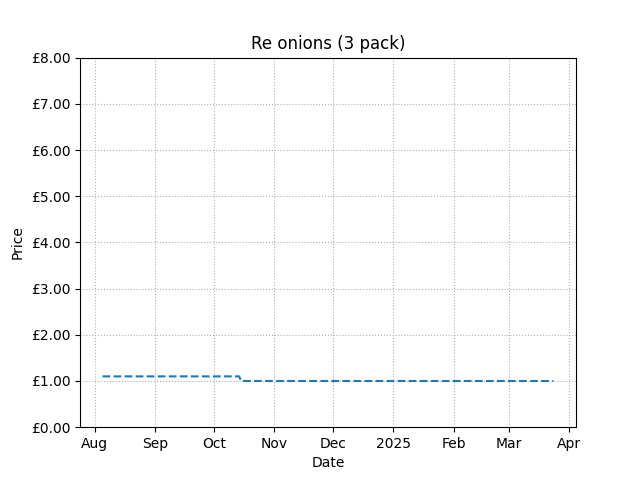 Re onions (3 pack)
£8.00
£7.00
£6.00
£5.00
£4.00
£3.00
£2.00
£1.00
£0.00
Price
Aug Sep Oct Nov Dec 2025 Feb Mar Apr
Date